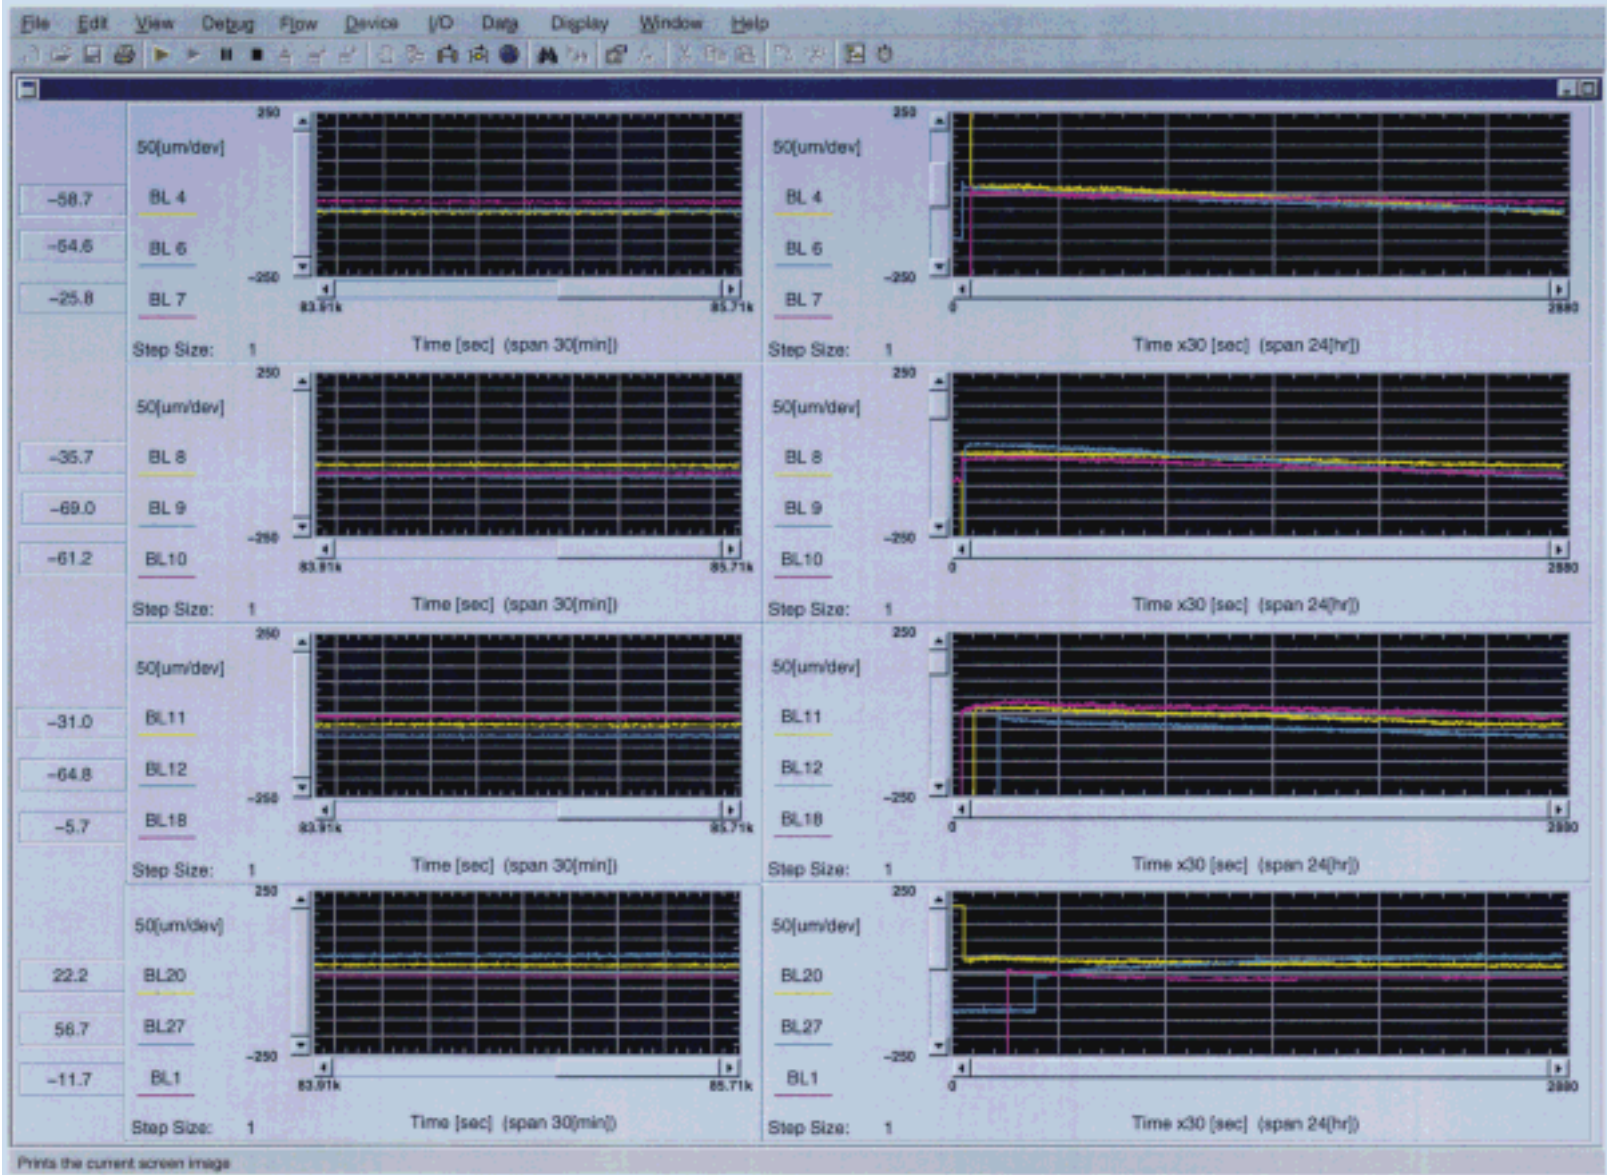 File Edit View Debug Flow Device I/O Data Display Window Help
250
50[um/dev]
-58.7
BL 4
-54.6
BL 6
-250
-25.8
BL 7
83.91k 85.71k
Step Size: 1
Time [sec] (span 30[min])
250
50[um/dev]
BL 4
BL 6
-250
BL 7
0 2880
Step Size: 1
Time x30 [sec] (span 24[hr])
250
50[um/dev]
-35.7
BL 8
-69.0
BL 9
-250
-61.2
BL10
83.91k 85.71k
Step Size: 1
Time [sec] (span 30[min])
250
50[um/dev]
BL 8
BL 9
-250
BL10
0 2880
Step Size: 1
Time x30 [sec] (span 24[hr])
250
50[um/dev]
-31.0
BL11
-64.8
BL12
-250
-5.7
BL18
83.91k 85.71k
Step Size: 1
Time [sec] (span 30[min])
250
50[um/dev]
BL11
BL12
-250
BL18
0 2880
Step Size: 1
Time x30 [sec] (span 24[hr])
250
50[um/dev]
22.2
BL20
56.7
BL27
-250
-11.7
BL1
83.91k 85.71k
Step Size: 1
Time [sec] (span 30[min])
250
50[um/dev]
BL20
BL27
-250
BL1
0 2880
Step Size: 1
Time x30 [sec] (span 24[hr])
Prints the current screen image